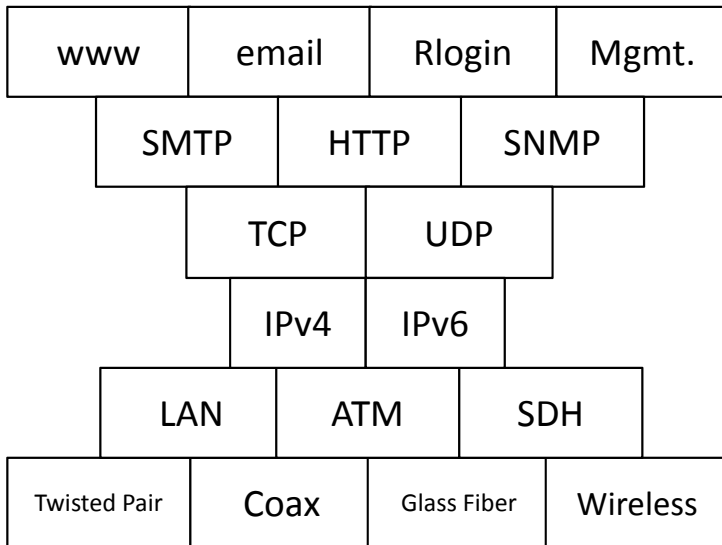 www email Rlogin Mgmt.
SMTP HTTP SNMP
TCP UDP
IPv4 IPv6
LAN ATM SDH
Twisted Pair Coax Glass Fiber Wireless